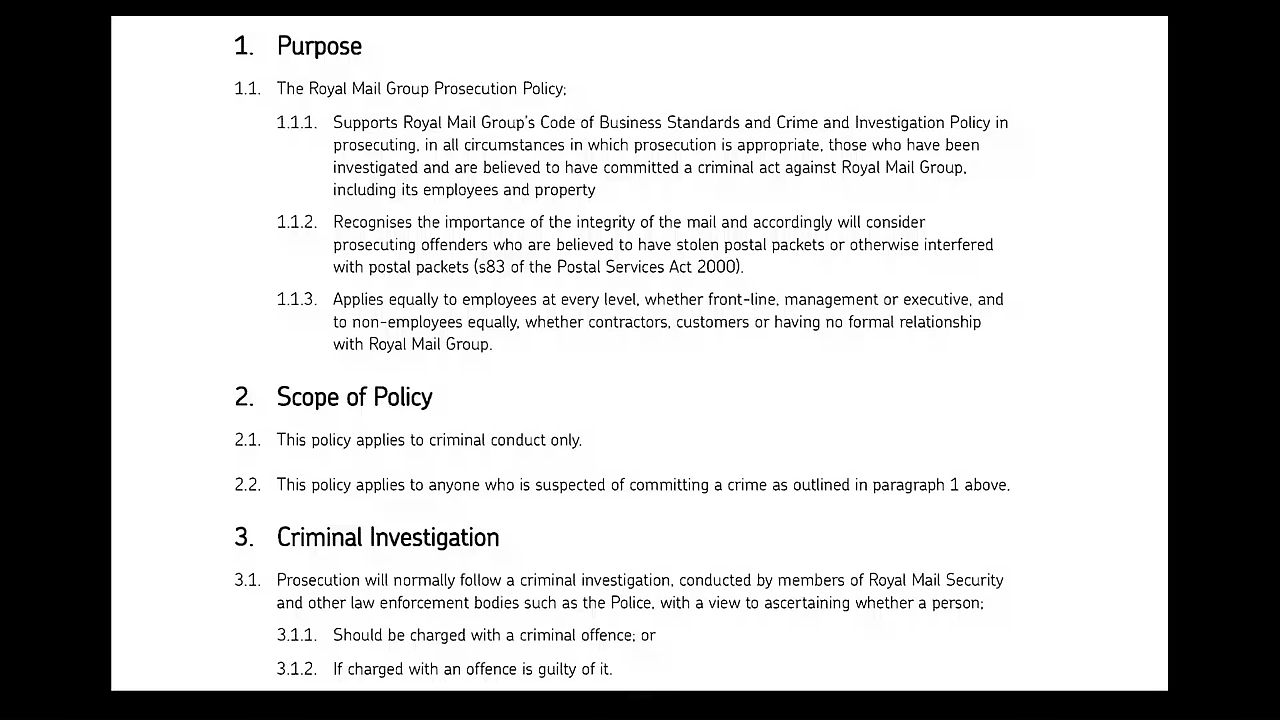 1. Purpose
1.1. The Royal Mail Group Prosecution Policy;
1.1.1. Supports Royal Mail Group's Code of Business Standards and Crime and Investigation Policy in
prosecuting, in all circumstances in which prosecution is appropriate, those who have been
investigated and are believed to have committed a criminal act against Royal Mail Group,
including its employees and property
1.1.2. Recognises the importance of the integrity of the mail and accordingly will consider
prosecuting offenders who are believed to have stolen postal packets or otherwise interfered
with postal packets (s83 of the Postal Services Act 2000).
1.1.3. Applies equally to employees at every level, whether front-line, management or executive, and
to non-employees equally, whether contractors, customers or having no formal relationship
with Royal Mail Group.
2. Scope of Policy
2.1. This policy applies to criminal conduct only.
2.2. This policy applies to anyone who is suspected of committing a crime as outlined in paragraph 1 above.
3. Criminal Investigation
3.1. Prosecution will normally follow a criminal investigation, conducted by members of Royal Mail Security
and other law enforcement bodies such as the Police, with a view to ascertaining whether a person;
3.1.1. Should be charged with a criminal offence; or
3.1.2. If charged with an offence is guilty of it.